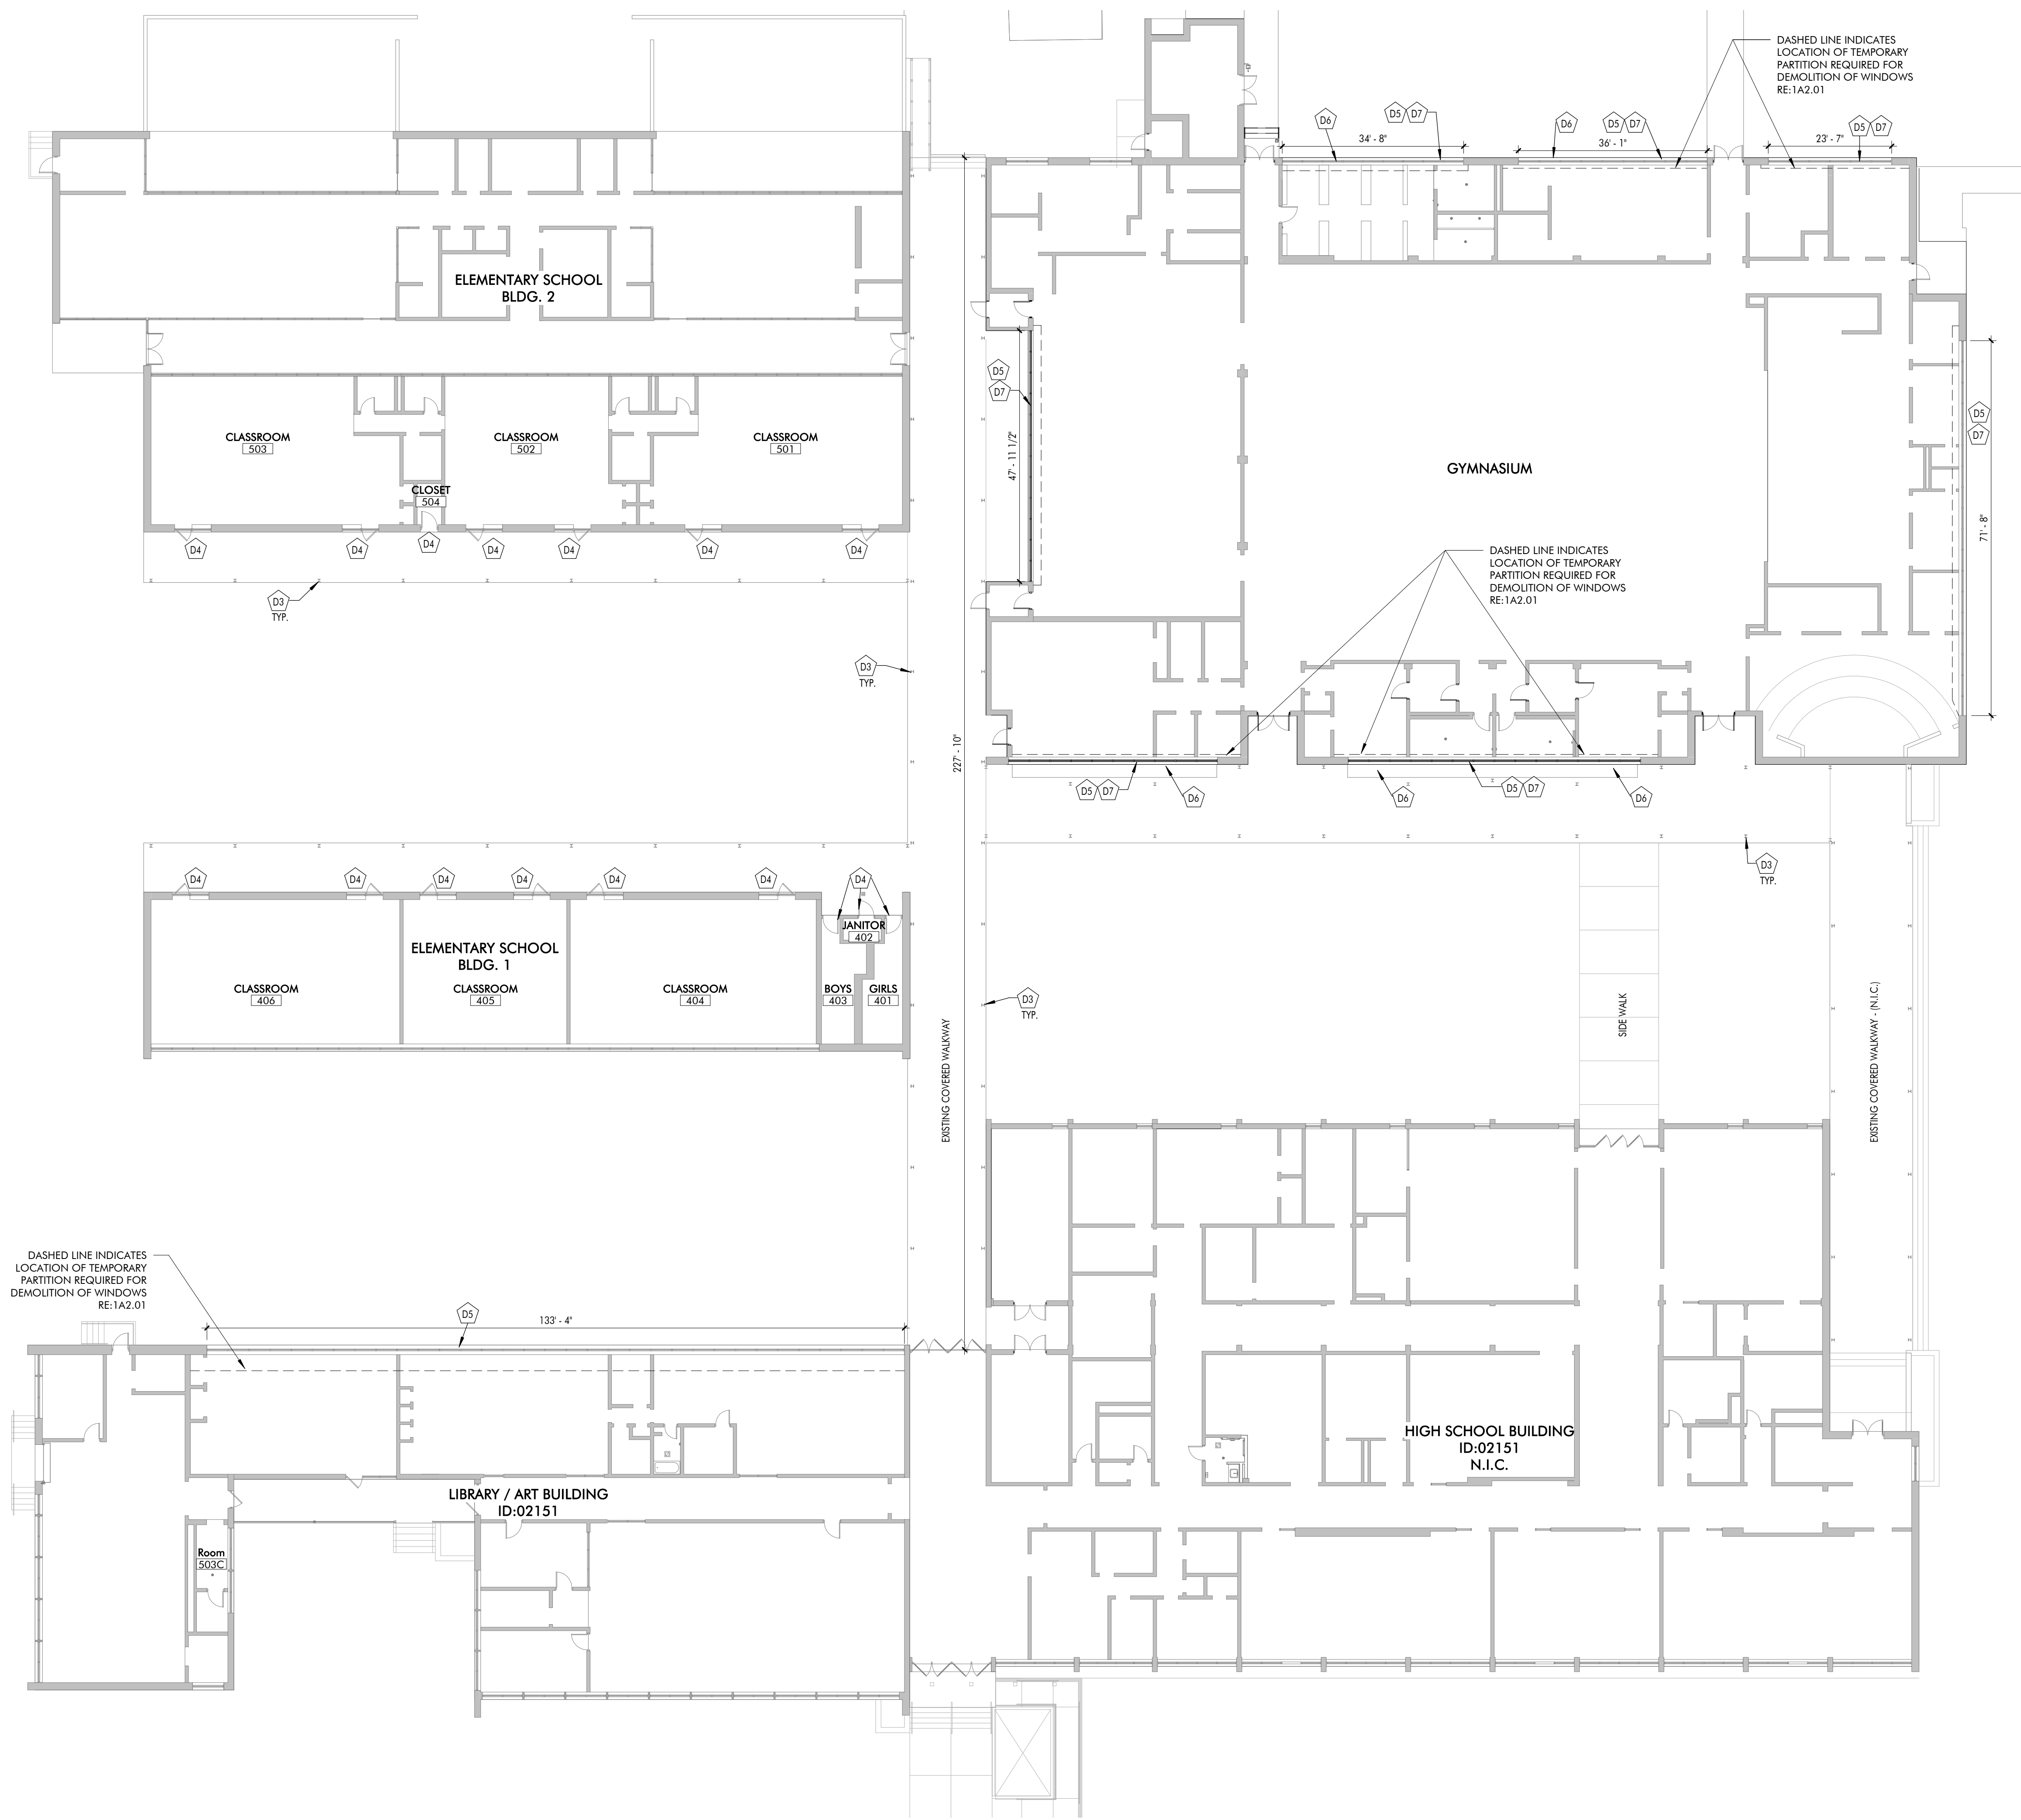 DASHED LINE INDICATES
LOCATION OF TEMPORARY
PARTITION REQUIRED FOR
DEMOLITION OF WINDOWS
RE:1A2.01
D6
D5 D7
34' - 8"
D6
D5 D7
36' - 1"
D5 D7
23' - 7"
ELEMENTARY SCHOOL
BLDG. 2
D5
D7
47' - 11 1/2"
D5
D7
71' - 8"
CLASSROOM
503
CLASSROOM
502
CLASSROOM
501
GYMNASIUM
CLOSET
504
D4
D4
D4
D4
D4
D4
D4
DASHED LINE INDICATES
LOCATION OF TEMPORARY
PARTITION REQUIRED FOR
DEMOLITION OF WINDOWS
RE:1A2.01
D3
TYP.
D3
TYP.
227' - 10"
D5 D7
D6
D6
D5 D7
D6
D3
TYP.
D4
D4
D4
D4
D4
D4
D4
JANITOR
402
ELEMENTARY SCHOOL
BLDG. 1
CLASSROOM
406
CLASSROOM
405
CLASSROOM
404
BOYS
403
GIRLS
401
D3
TYP.
EXISTING COVERED WALKWAY
SIDE WALK
EXISTING COVERED WALKWAY - (N.I.C.)
DASHED LINE INDICATES
LOCATION OF TEMPORARY
PARTITION REQUIRED FOR
DEMOLITION OF WINDOWS
RE:1A2.01
D5
133' - 4"
HIGH SCHOOL BUILDING
ID:02151
N.I.C.
LIBRARY / ART BUILDING
ID:02151
Room
503C